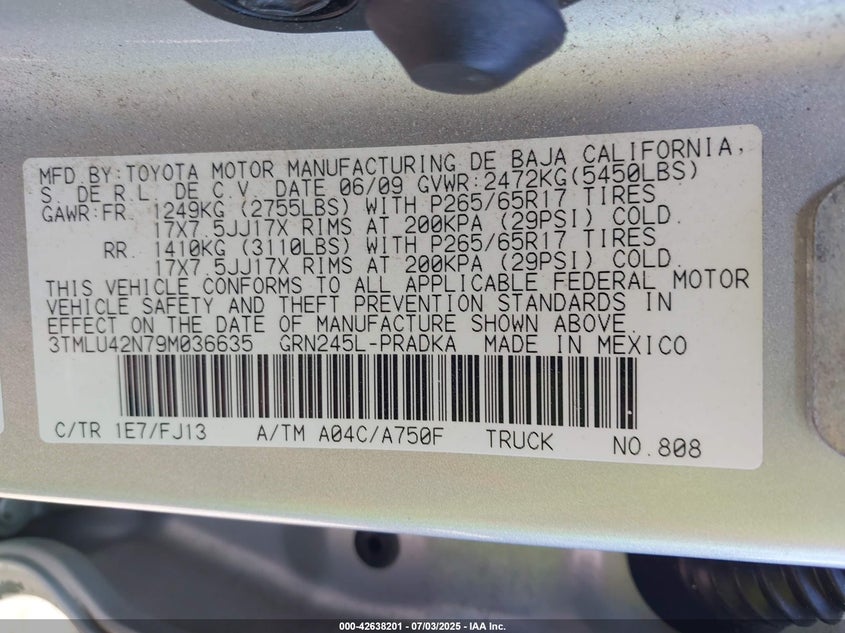 MFD.BY:TOYOTA MOTOR MANUFACTURING DE BAJA CALIFORNIA,
S. DE R.L. DE C.V. DATE 06/09 GVWR:2472KG(5450LBS)
GAWR:FR. 1249KG (2755LBS) WITH P265/65R17 TIRES
17X7.5JJ17X RIMS AT 200KPA (29PSI) COLD.
RR. 1410KG (3110LBS) WITH P265/65R17 TIRES
17X7.5JJ17X RIMS AT 200KPA (29PSI) COLD.
THIS VEHICLE CONFORMS TO ALL APPLICABLE FEDERAL MOTOR
VEHICLE SAFETY AND THEFT PREVENTION STANDARDS IN
EFFECT ON THE DATE OF MANUFACTURE SHOWN ABOVE.
3TMLU42N79M036635 GRN245L-PRADKA MADE IN MEXICO
C/TR 1E7/FJ13 A/TM A04C/A750F TRUCK NO.808
000-42638201 - 07/03/2025 - IAA Inc.